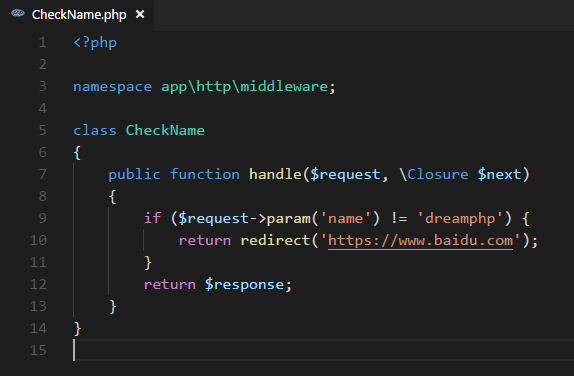 CheckName.php ×
1 <?php
2
3 namespace app\http\middleware;
4
5 class CheckName
6 {
7     public function handle($request, \Closure $next)
8     {
9         if ($request->param('name') != 'dreamphp') {
10             return redirect('https://www.baidu.com');
11         }
12         return $response;
13     }
14 }
15